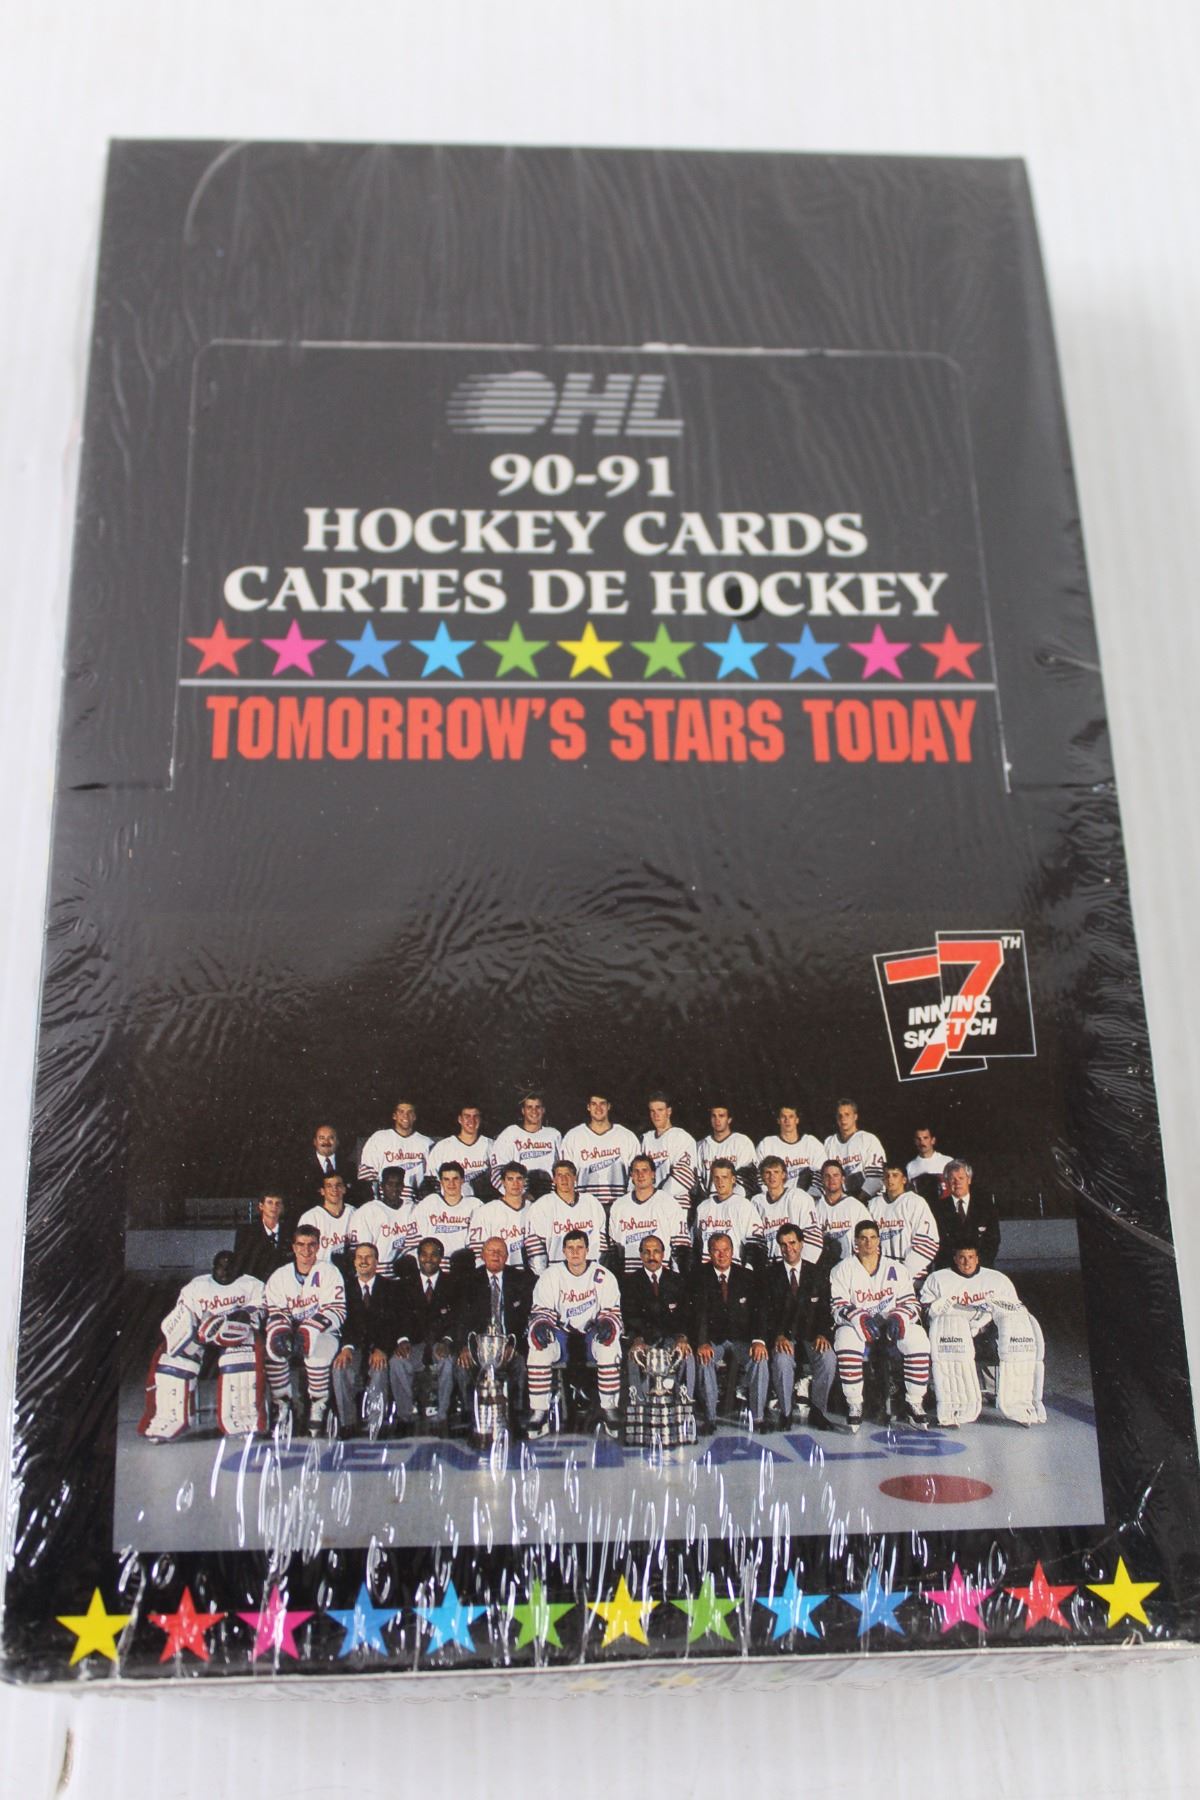 OHL
90-91
HOCKEY CARDS
CARTES DE HOCKEY
TOMORROW'S STARS TODAY
7TH
INNING
SKETCH
Oshawa
GENERALS